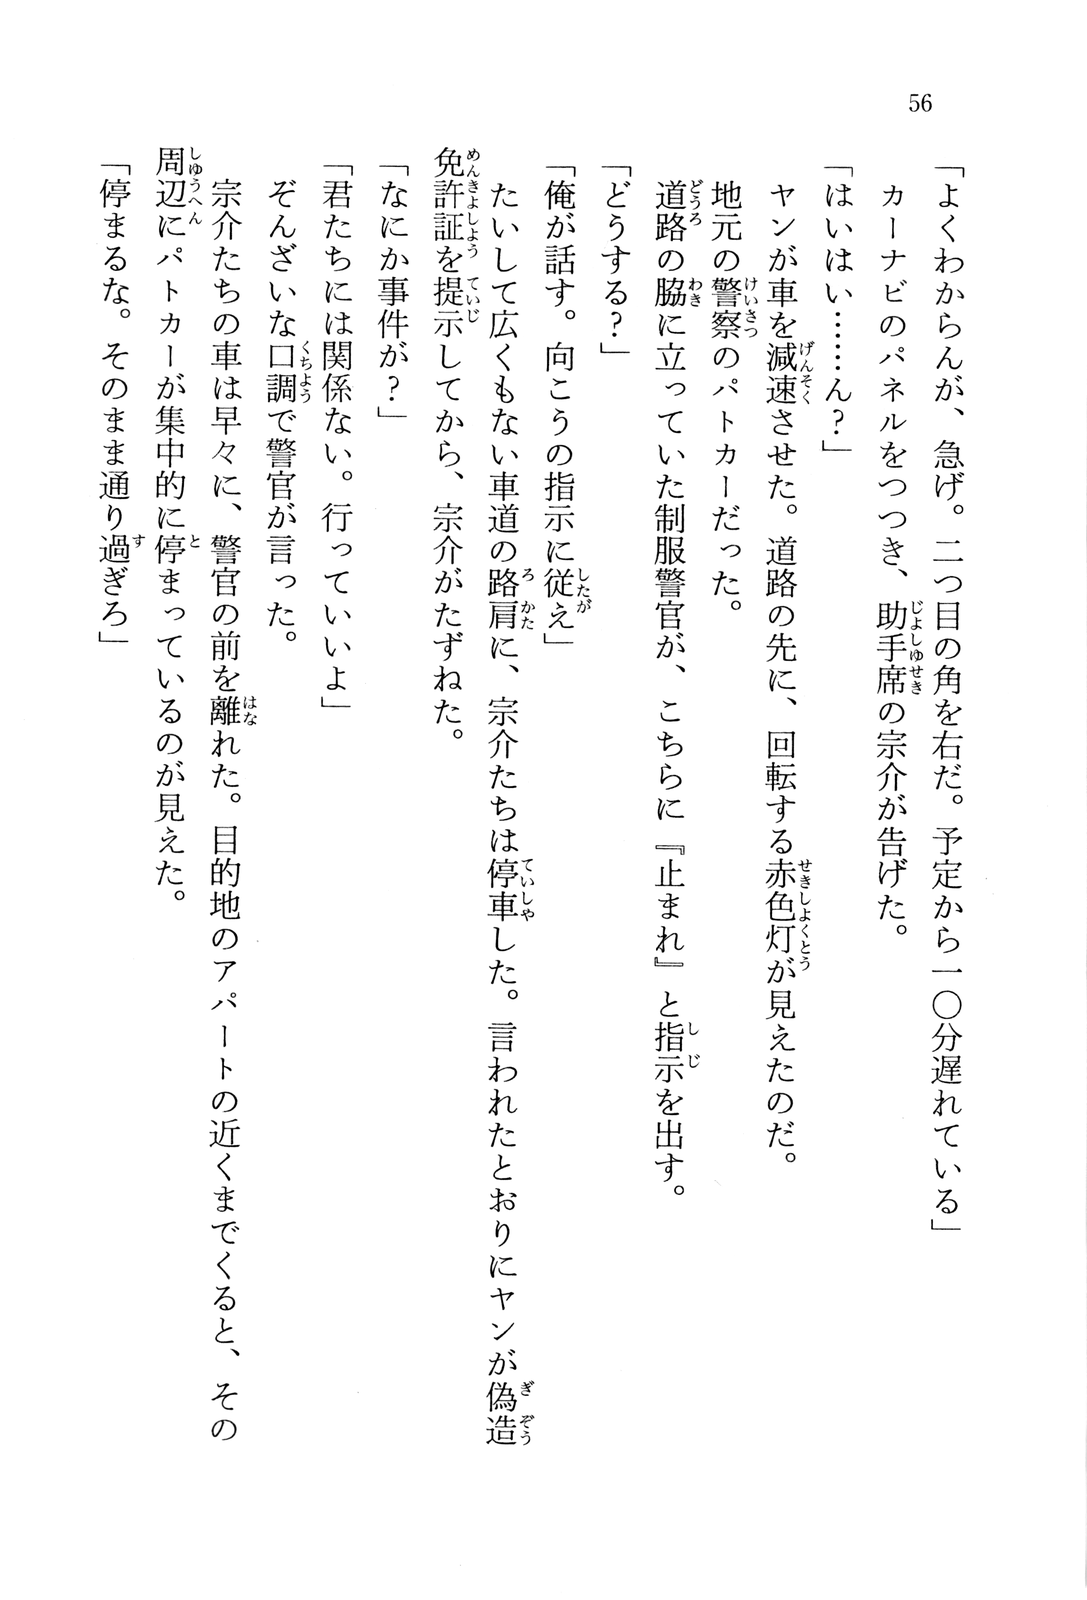 56
「よくわからんが、急げ。二つ目の角を右だ。予定から一〇分遅れている」
カーナビのパネルをつつき、助手席の宗介が告げた。
「はいはい……ん？」
ヤンが車を減速させた。道路の先に、回転する赤色灯が見えたのだ。
地元の警察のパトカーだった。
道路の脇に立っていた制服警官が、こちらに『止まれ』と指示を出す。
「どうする？」
「俺が話す。向こうの指示に従え」
たいして広くもない車道の路肩に、宗介たちは停車した。言われたとおりにヤンが偽造
免許証を提示してから、宗介がたずねた。
「なにか事件が？」
「君たちには関係ない。行っていいよ」
ぞんざいな口調で警官が言った。
宗介たちの車は早々に、警官の前を離れた。目的地のアパートの近くまでくると、その
周辺にパトカーが集中的に停まっているのが見えた。
「停まるな。そのまま通り過ぎろ」